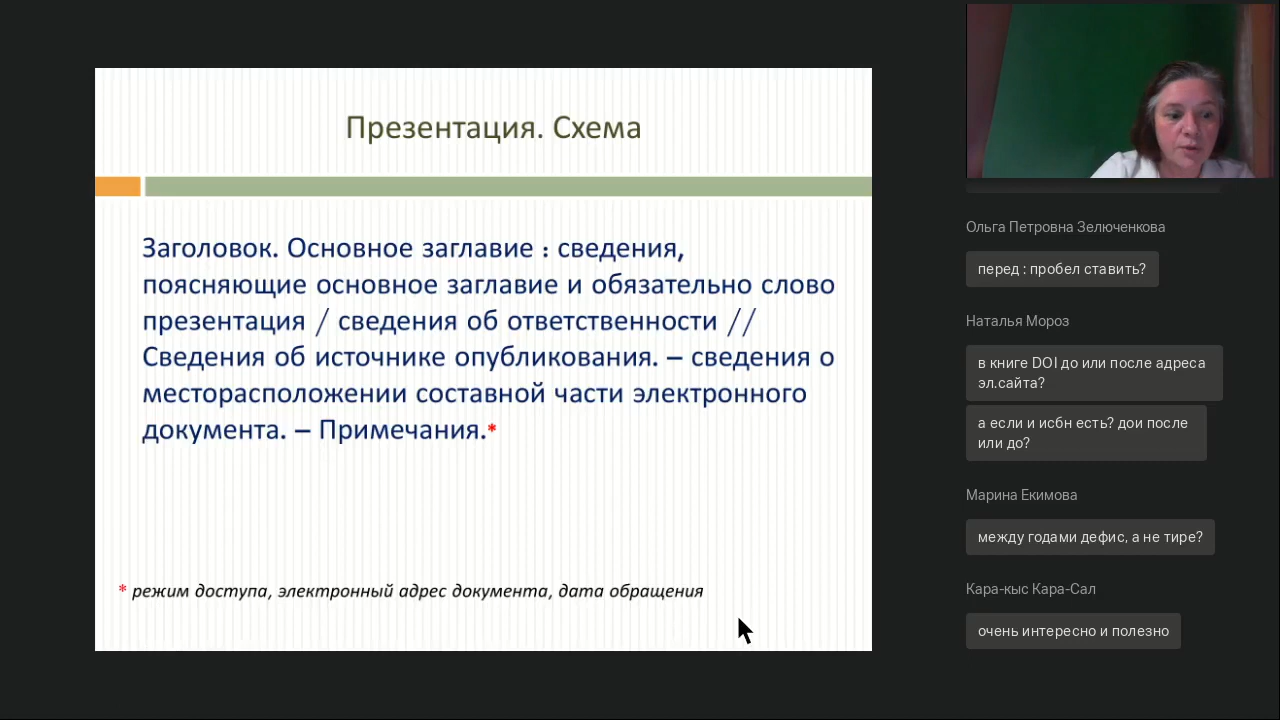 Презентация. Схема
Заголовок. Основное заглавие : сведения,
поясняющие основное заглавие и обязательно слово
презентация / сведения об ответственности //
Сведения об источнике опубликования. – сведения о
месторасположении составной части электронного
документа. – Примечания.*
* режим доступа, электронный адрес документа, дата обращения
Ольга Петровна Зелюченкова
перед : пробел ставить?
Наталья Мороз
в книге DOI до или после адреса
эл.сайта?
а если и исбн есть? дои после
или до?
Марина Екимова
между годами дефис, а не тире?
Кара-кыс Кара-Сал
очень интересно и полезно